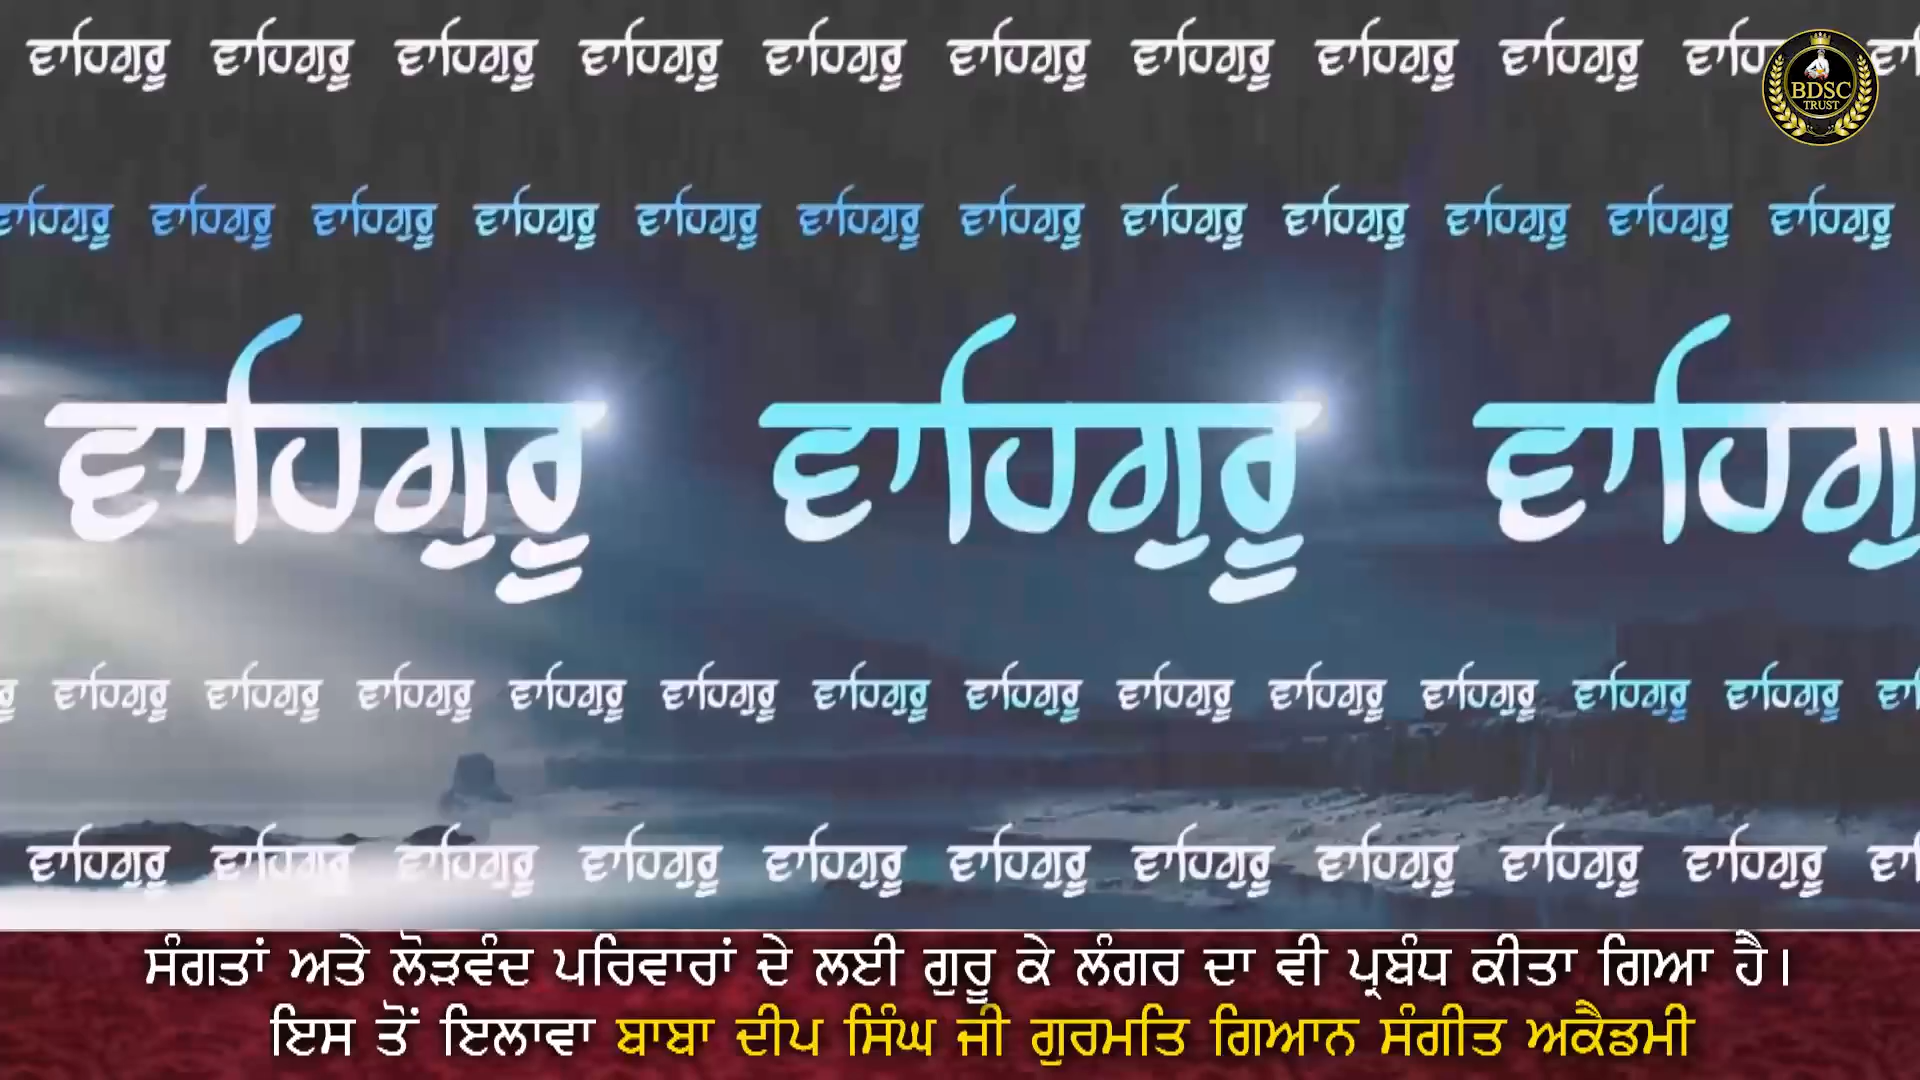 ਵਾਹਿਗੁਰੂ ਵਾਹਿਗੁਰੂ ਵਾਹਿਗੁਰੂ ਵਾਹਿਗੁਰੂ ਵਾਹਿਗੁਰੂ ਵਾਹਿਗੁਰੂ ਵਾਹਿਗੁਰੂ ਵਾਹਿਗੁਰੂ ਵਾਹਿਗੁਰੂ
BDSC
TRUST
ਵਾਹਿਗੁਰੂ ਵਾਹਿਗੁਰੂ ਵਾਹਿਗੁਰੂ ਵਾਹਿਗੁਰੂ ਵਾਹਿਗੁਰੂ ਵਾਹਿਗੁਰੂ ਵਾਹਿਗੁਰੂ ਵਾਹਿਗੁਰੂ ਵਾਹਿਗੁਰੂ ਵਾਹਿਗੁਰੂ ਵਾਹਿਗੁਰੂ ਵਾਹਿਗੁਰੂ
ਵਾਹਿਗੁਰੂ ਵਾਹਿਗੁਰੂ ਵਾਹਿਗੁ
ਵਾਹਿਗੁਰੂ ਵਾਹਿਗੁਰੂ ਵਾਹਿਗੁਰੂ ਵਾਹਿਗੁਰੂ ਵਾਹਿਗੁਰੂ ਵਾਹਿਗੁਰੂ ਵਾਹਿਗੁਰੂ ਵਾਹਿਗੁਰੂ ਵਾਹਿਗੁਰੂ ਵਾਹਿਗੁਰੂ ਵਾਹਿਗੁਰੂ ਵਾਹਿਗੁਰੂ
ਵਾਹਿਗੁਰੂ ਵਾਹਿਗੁਰੂ ਵਾਹਿਗੁਰੂ ਵਾਹਿਗੁਰੂ ਵਾਹਿਗੁਰੂ ਵਾਹਿਗੁਰੂ ਵਾਹਿਗੁਰੂ ਵਾਹਿਗੁਰੂ ਵਾਹਿਗੁਰੂ ਵਾਹਿਗੁਰੂ
ਸੰਗਤਾਂ ਅਤੇ ਲੋੜਵੰਦ ਪਰਿਵਾਰਾਂ ਦੇ ਲਈ ਗੁਰੂ ਕੇ ਲੰਗਰ ਦਾ ਵੀ ਪ੍ਰਬੰਧ ਕੀਤਾ ਗਿਆ ਹੈ।
ਇਸ ਤੋਂ ਇਲਾਵਾ ਬਾਬਾ ਦੀਪ ਸਿੰਘ ਜੀ ਗੁਰਮਤਿ ਗਿਆਨ ਸੰਗੀਤ ਅਕੈਡਮੀ